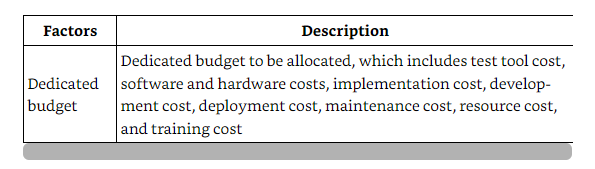 Factors Description
Dedicated budget to be allocated, which includes test tool cost,
Dedicated software and hardware costs, implementation cost, develop-
budget ment cost, deployment cost, maintenance cost, resource cost,
and training cost